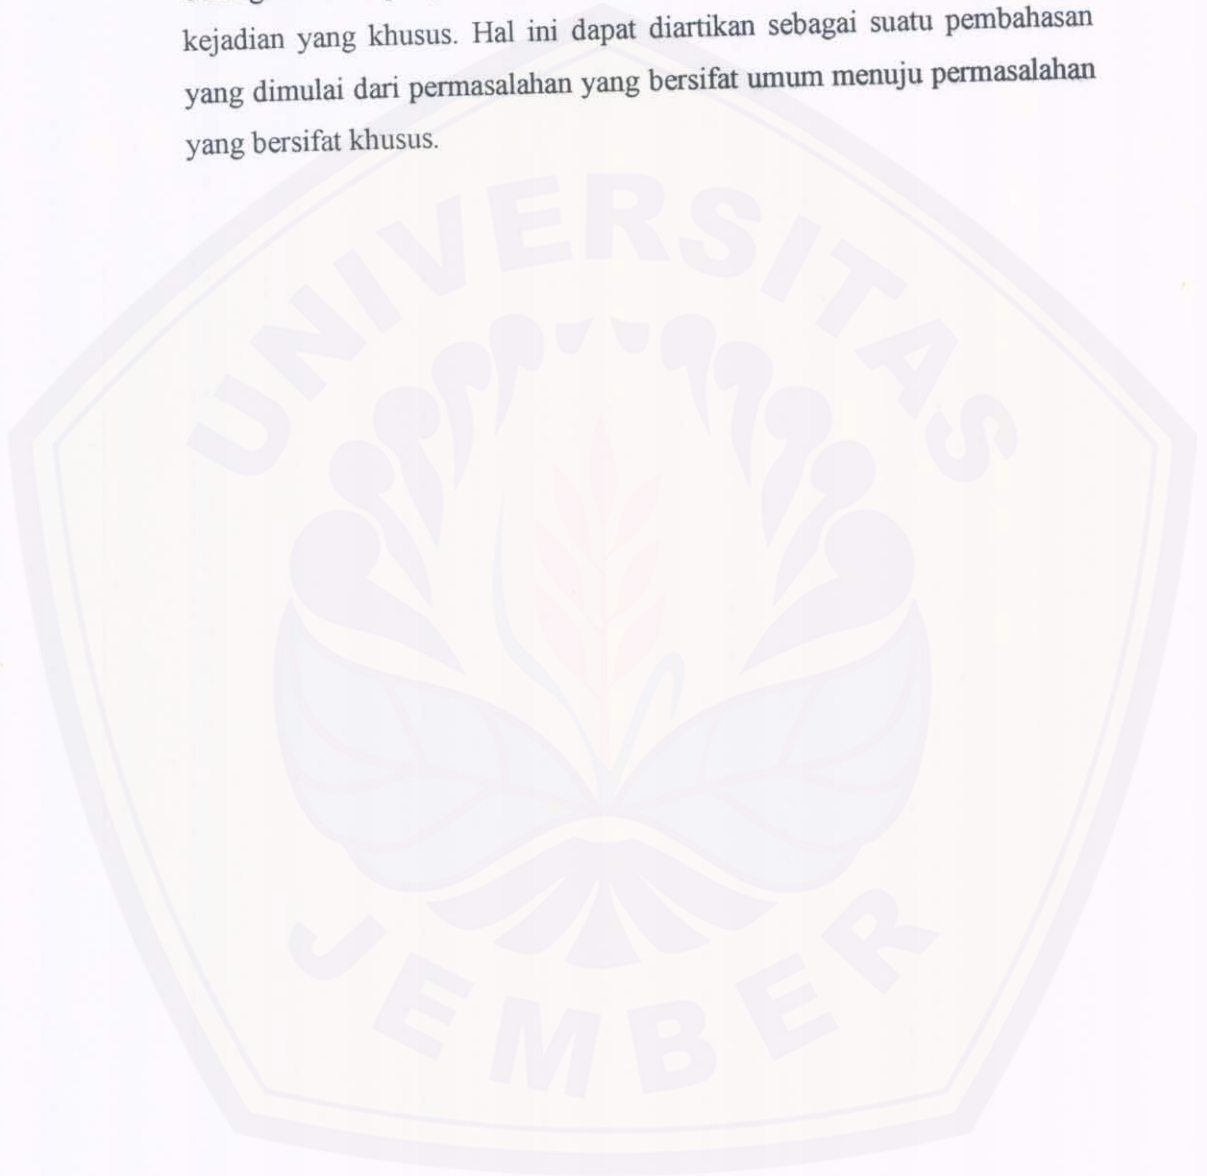 kejadian yang khusus. Hal ini dapat diartikan sebagai suatu pembahasan
yang dimulai dari permasalahan yang bersifat umum menuju permasalahan
yang bersifat khusus.
UNIVERSITAS
JEMBER